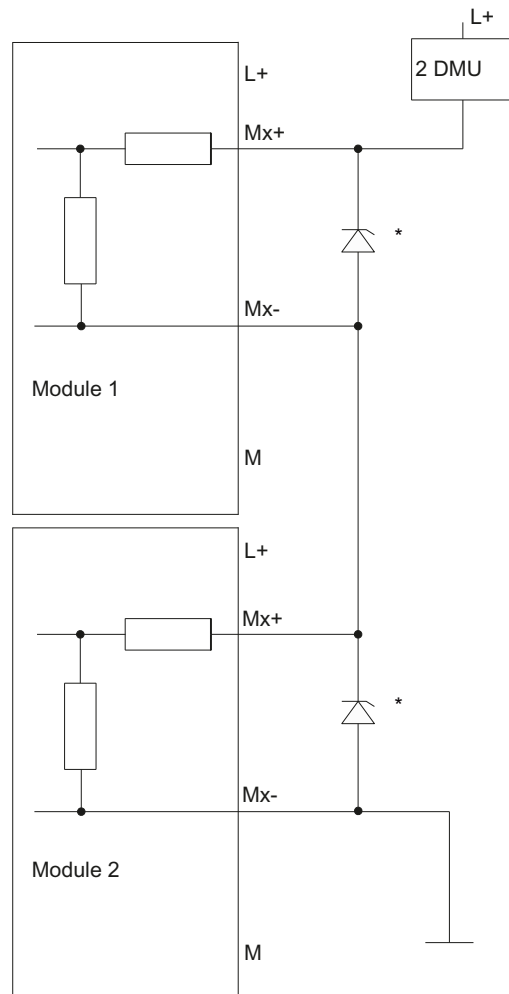 L+
2 DMU
L+
Mx+
*
Mx-
Module 1
M
L+
Mx+
*
Mx-
Module 2
M